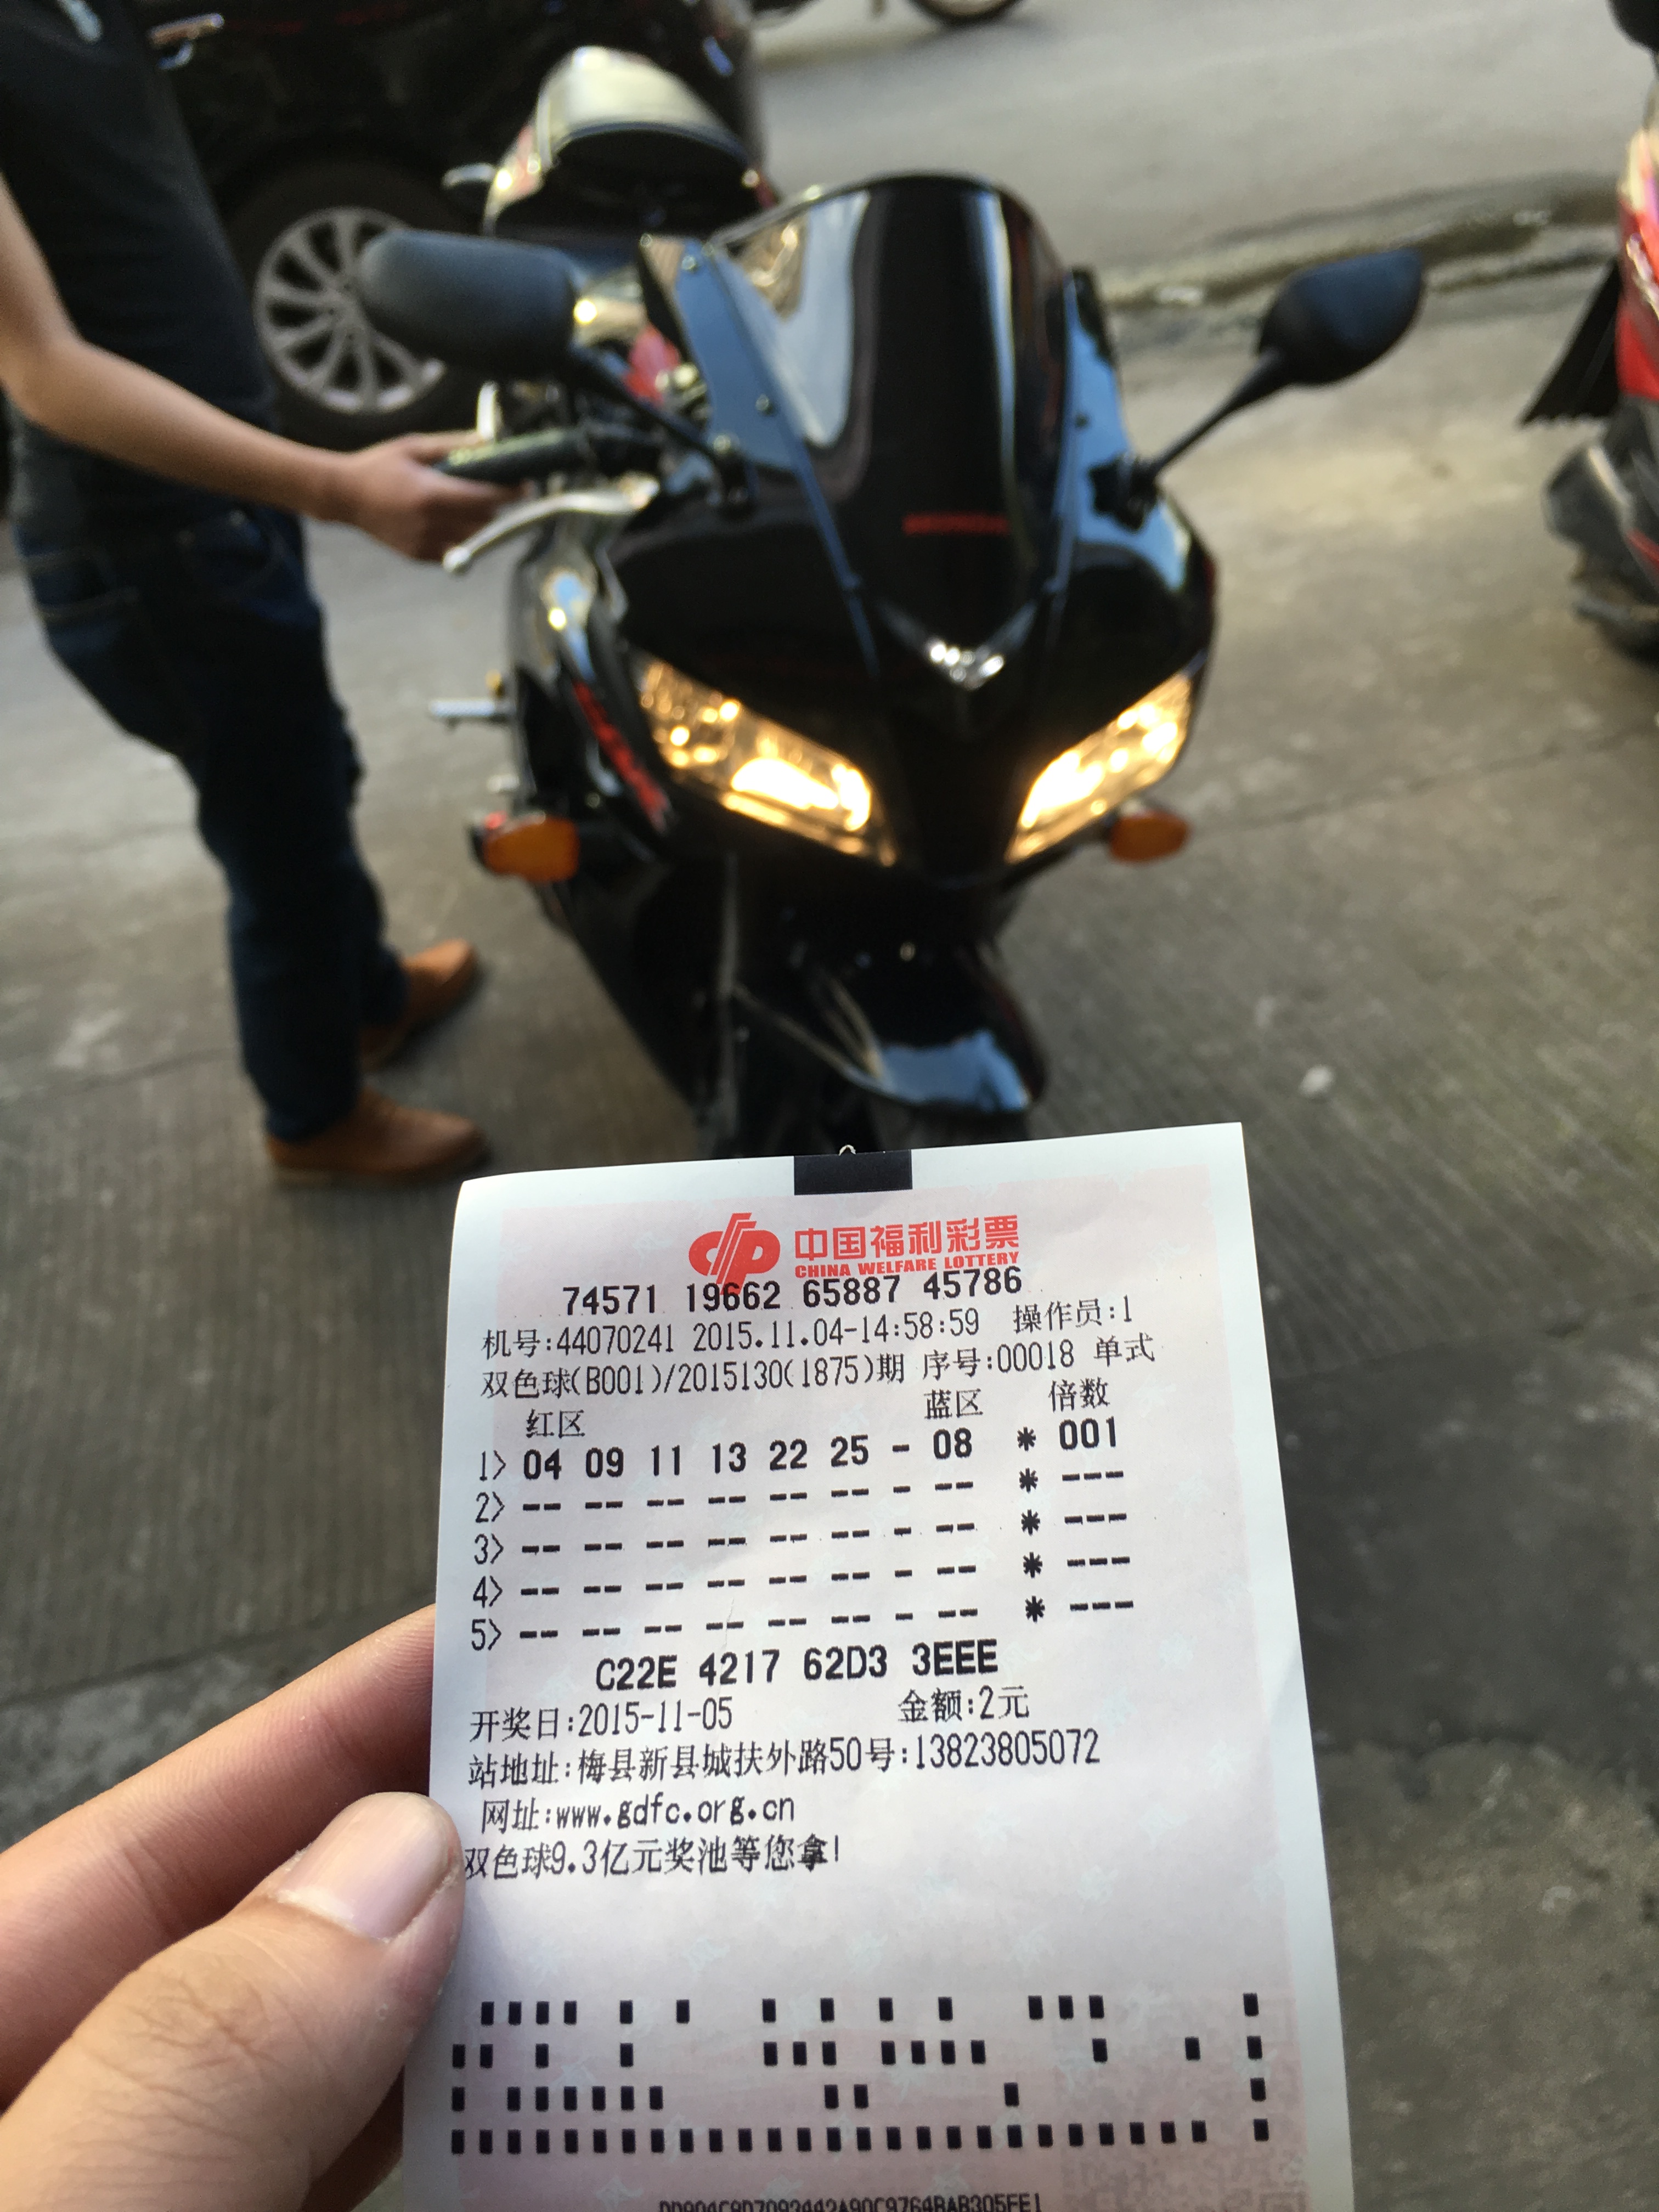 中国福利彩票
CHINA WELFARE LOTTERY
74571 19662 65887 45786
机号:44070241 2015.11.04-14:58:59 操作员:1
双色球(B001)/2015130(1875)期 序号:00018 单式
红区 蓝区 倍数
1> 04 09 11 13 22 25 - 08 * 001
2> -- -- -- -- -- -- - -- * ---
3> -- -- -- -- -- -- - -- * ---
4> -- -- -- -- -- -- - -- * ---
5> -- -- -- -- -- -- - -- * ---
C22E 4217 62D3 3EEE
开奖日:2015-11-05 金额:2元
站地址:梅县新县城扶外路50号:13823805072
网址:www.gdfc.org.cn
双色球9.3亿元奖池等您拿!